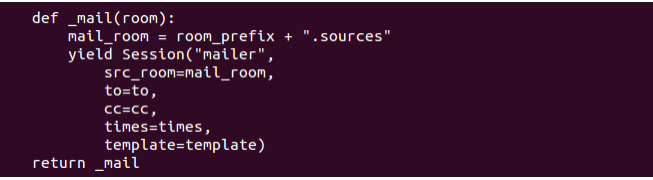 def _mail(room):
    mail_room = room_prefix + ".sources"
    yield Session("mailer",
        src_room=mail_room,
        to=to,
        cc=cc,
        times=times,
        template=template)
return _mail